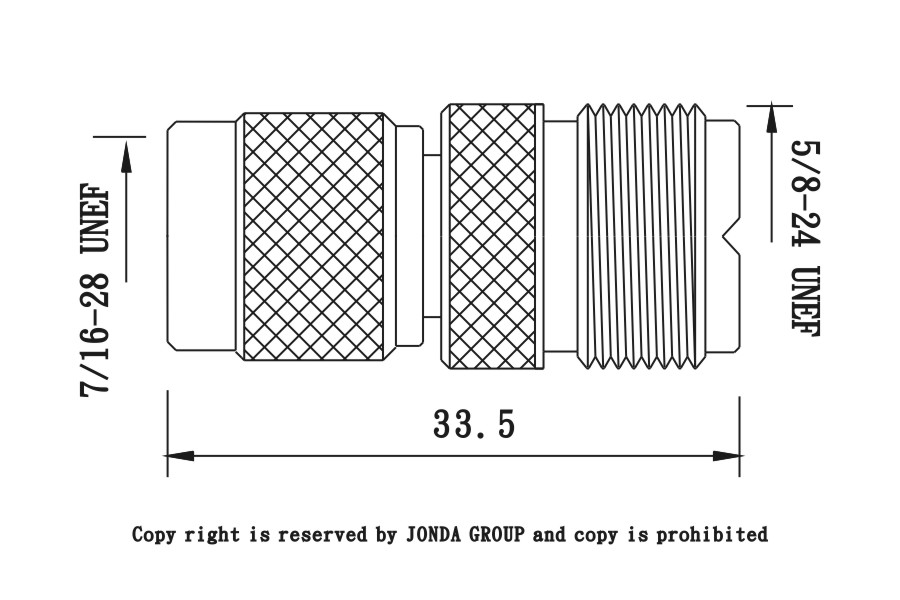 7/16-28 UNEF
5/8-24 UNEF
33.5
Copy right is reserved by JONDA GROUP and copy is prohibited